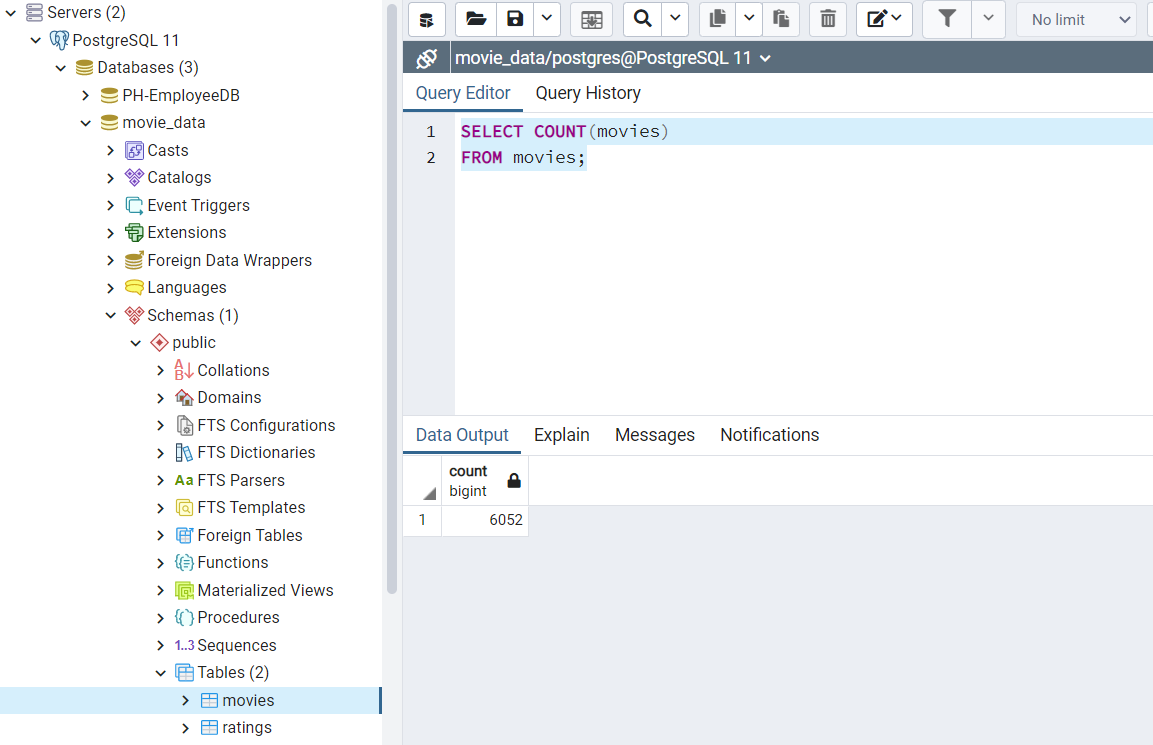 Servers (2)
PostgreSQL 11
Databases (3)
PH-EmployeeDB
movie_data
Casts
Catalogs
Event Triggers
Extensions
Foreign Data Wrappers
Languages
Schemas (1)
public
Collations
Domains
FTS Configurations
FTS Dictionaries
Aa FTS Parsers
FTS Templates
Foreign Tables
Functions
Materialized Views
Procedures
1..3 Sequences
Tables (2)
movies
ratings
No limit
movie_data/postgres@PostgreSQL 11
Query Editor Query History
1 SELECT COUNT(movies)
2 FROM movies;
Data Output Explain Messages Notifications
count
bigint
1 6052